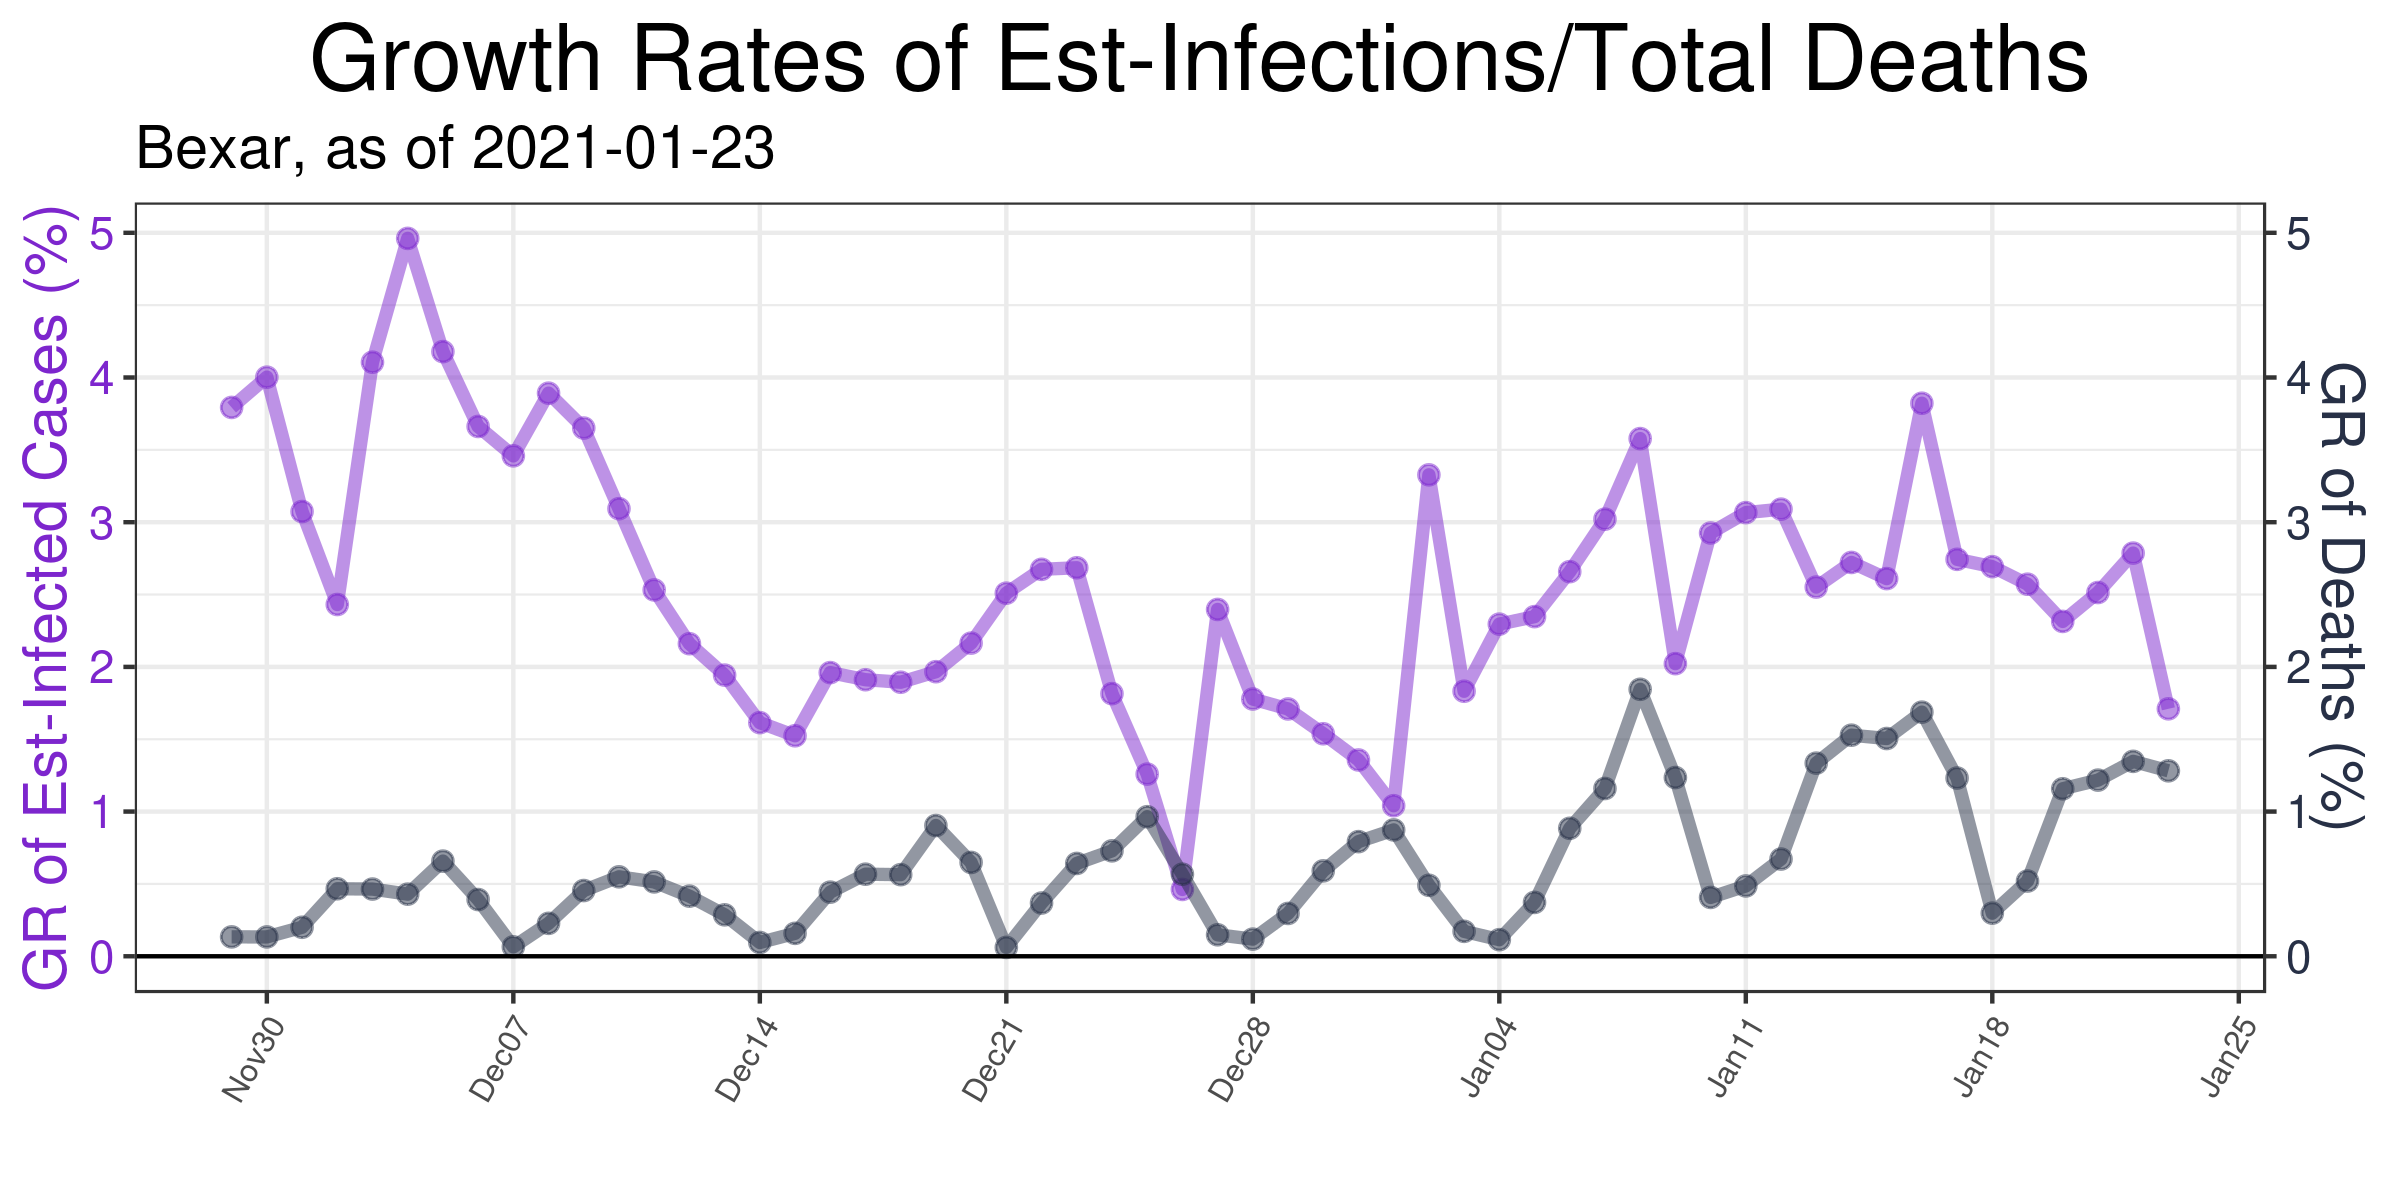 Growth Rates of Est-Infections/Total Deaths
Bexar, as of 2021-01-23
GR of Est-Infected Cases (%)
5
4
3
2
1
0
5
4
3
2
1
0
GR of Deaths (%)
Nov30
Dec07
Dec14
Dec21
Dec28
Jan04
Jan11
Jan18
Jan25